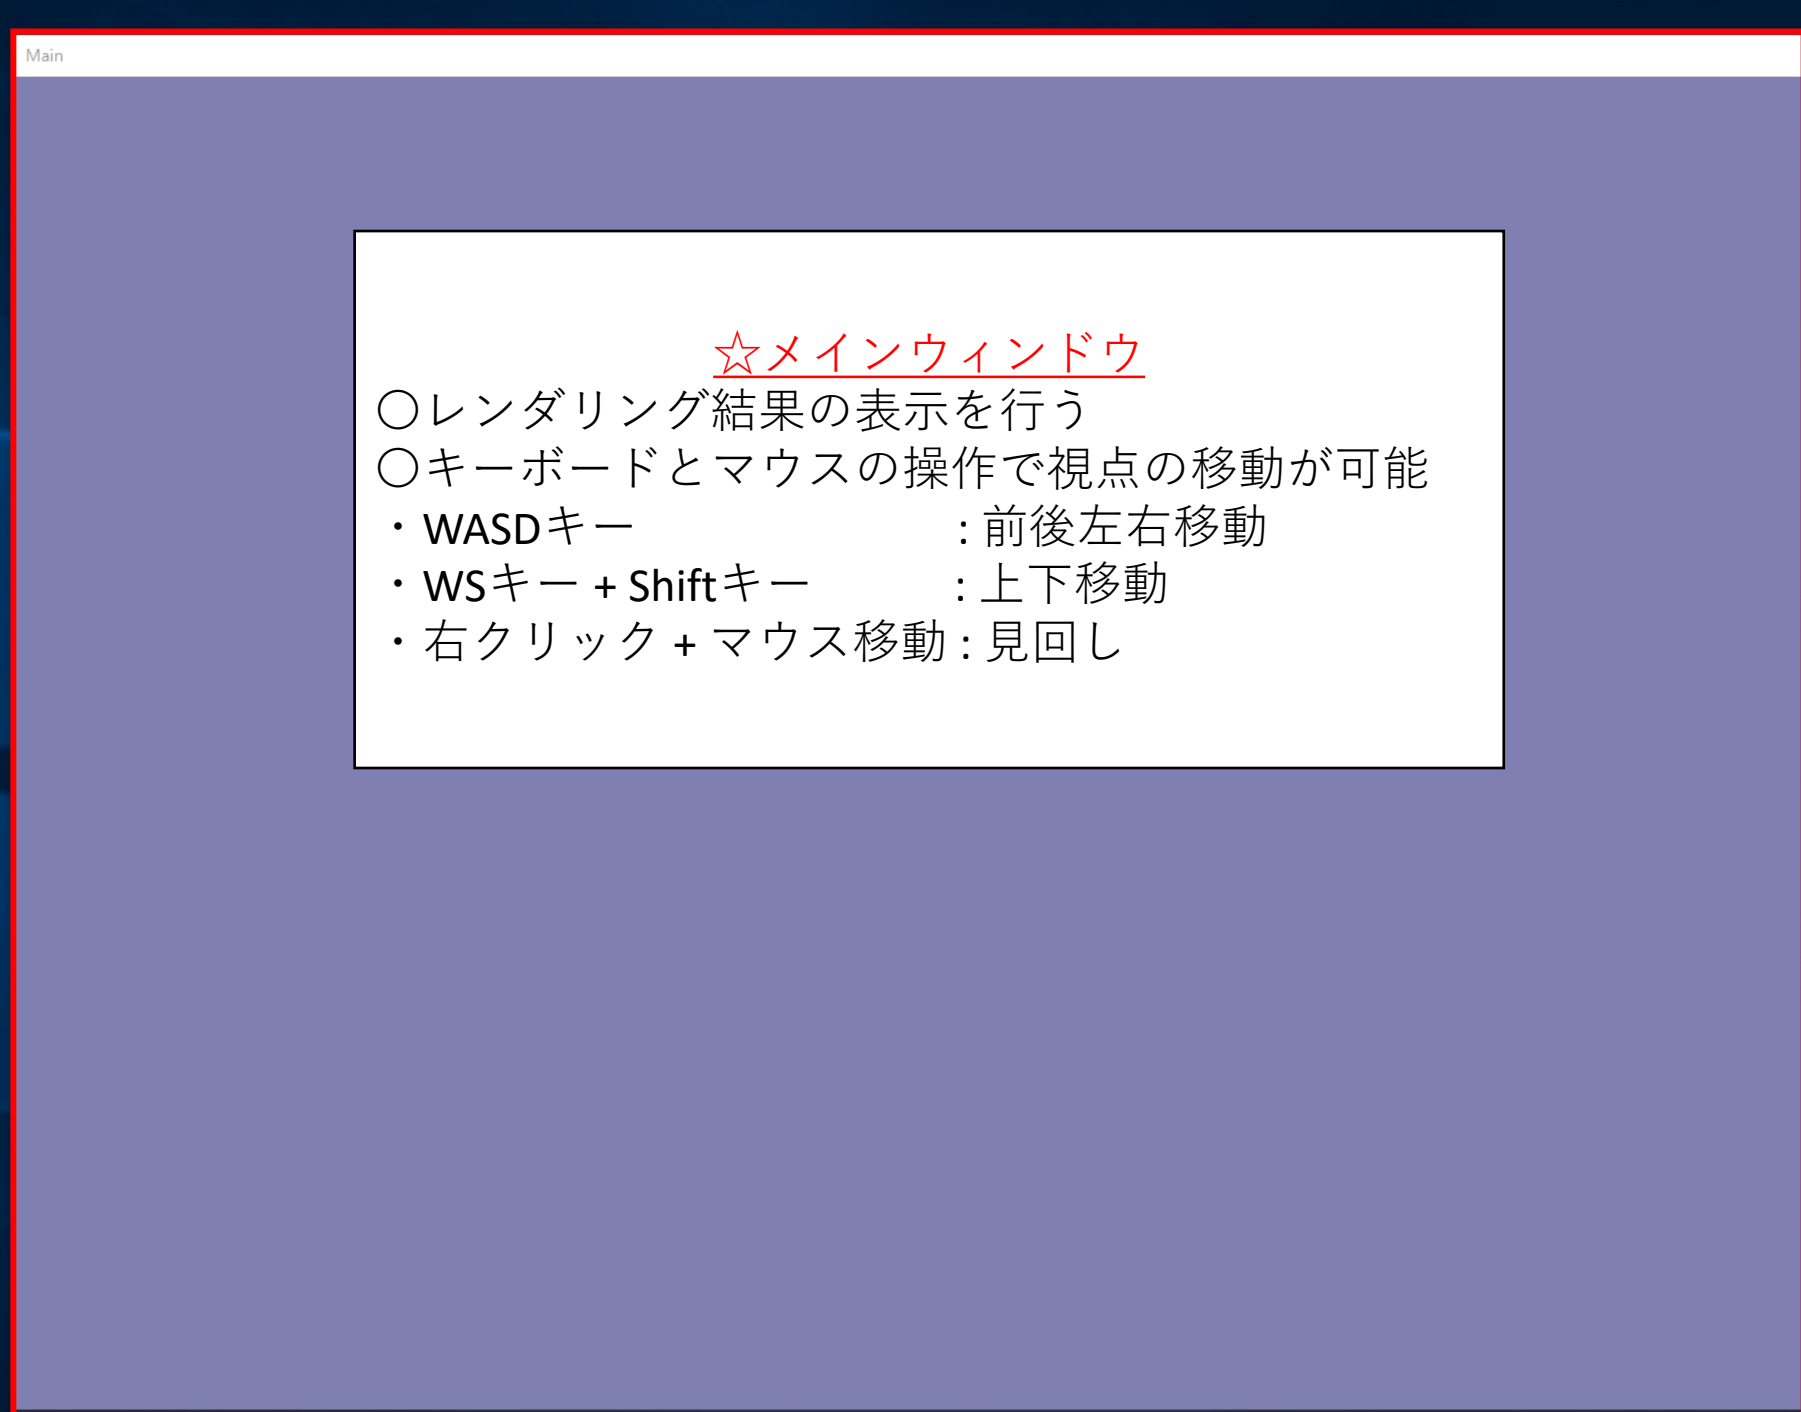 Main
☆メインウィンドウ
○レンダリング結果の表示を行う
○キーボードとマウスの操作で視点の移動が可能
・WASDキー : 前後左右移動
・WSキー + Shiftキー : 上下移動
・右クリック + マウス移動 : 見回し